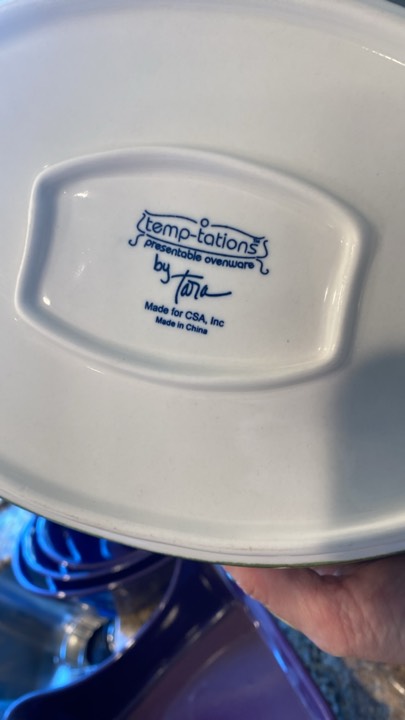 temp-tations
presentable ovenware
by Tara
Made for CSA, Inc
Made in China